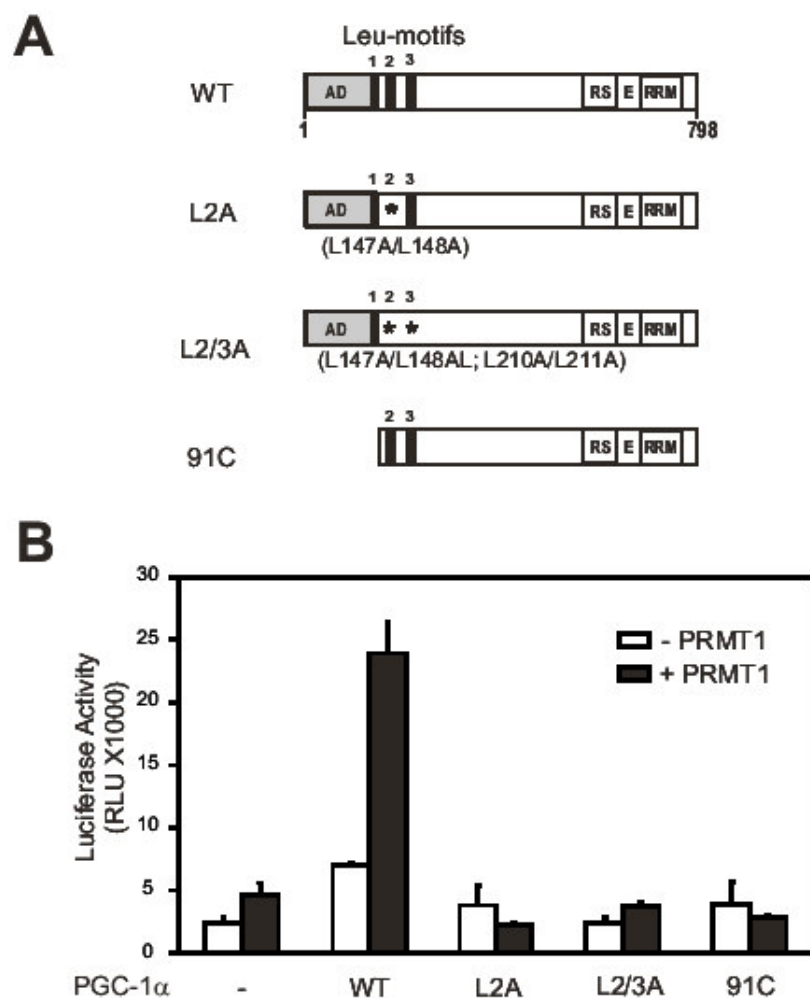 A
Leu-motifs
1 2 3
WT
AD
RS E RRM
1 798
1 2 3
L2A
AD * RS E RRM
(L147A/L148A)
1 2 3
L2/3A
AD * * RS E RRM
(L147A/L148AL; L210A/L211A)
2 3
91C
RS E RRM
B
30
25
20
15
10
5
0
Luciferase Activity
(RLU X1000)
- PRMT1
+ PRMT1
PGC-1α - WT L2A L2/3A 91C